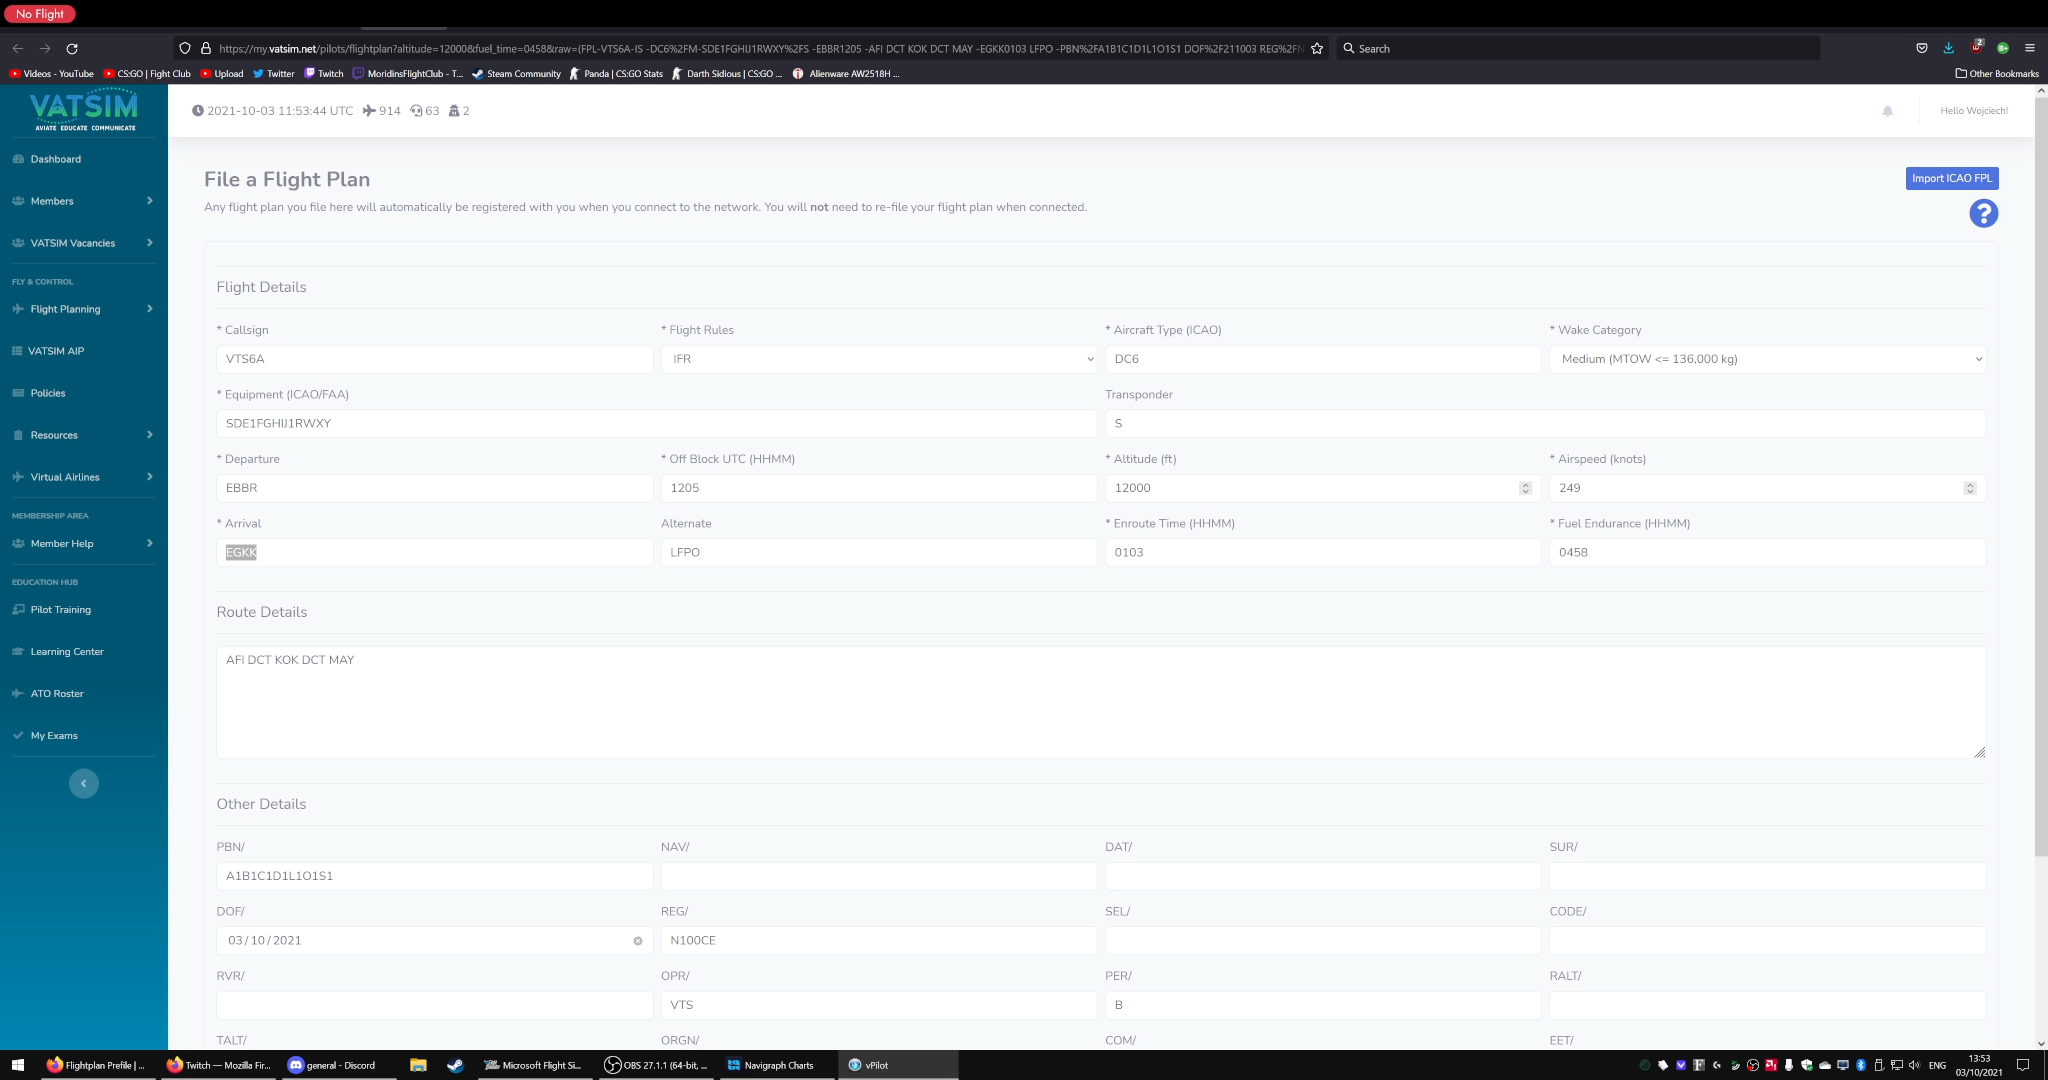 No Flight
https://my.vatsim.net/pilots/flightplan?altitude=12000&fuel_time=0458&raw=(FPL-VTS6A-IS -DC6%2FM-SDE1FGHIJ1RWXY%2FS -EBBR1205 -AFI DCT KOK DCT MAY -EGKK0103 LFPO -PBN%2FA1B1C1D1L1O1S1 DOF%2F211003 REG%2FN
Search
2
Videos - YouTube
CS:GO | Fight Club
Upload
Twitter
Twitch
MoridinsFlightClub - T...
Steam Community
Panda | CS:GO Stats
Darth Sidious | CS:GO ...
Alienware AW2518H ...
Other Bookmarks
VATSIM
AVIATE EDUCATE COMMUNICATE
2021-10-03 11:53:44 UTC 914 63 2
Hello Wojciech!
Dashboard
Members
VATSIM Vacancies
FLY & CONTROL
Flight Planning
VATSIM AIP
Policies
Resources
Virtual Airlines
MEMBERSHIP AREA
Member Help
EDUCATION HUB
Pilot Training
Learning Center
ATO Roster
My Exams
File a Flight Plan
Import ICAO FPL
Any flight plan you file here will automatically be registered with you when you connect to the network. You will not need to re-file your flight plan when connected.
?
Flight Details
* Callsign
* Flight Rules
* Aircraft Type (ICAO)
* Wake Category
VTS6A
IFR
DC6
Medium (MTOW <= 136,000 kg)
* Equipment (ICAO/FAA)
Transponder
SDE1FGHIJ1RWXY
S
* Departure
* Off Block UTC (HHMM)
* Altitude (ft)
* Airspeed (knots)
EBBR
1205
12000
249
* Arrival
Alternate
* Enroute Time (HHMM)
* Fuel Endurance (HHMM)
EGKK
LFPO
0103
0458
Route Details
AFI DCT KOK DCT MAY
Other Details
PBN/
NAV/
DAT/
SUR/
A1B1C1D1L1O1S1
DOF/
REG/
SEL/
CODE/
03/10/2021
N100CE
RVR/
OPR/
PER/
RALT/
VTS
B
TALT/
ORGN/
COM/
EET/
Flightplan Prefile | ...
Twitch — Mozilla Fir...
general - Discord
Microsoft Flight Si...
OBS 27.1.1 (64-bit, ...
Navigraph Charts
vPilot
ENG
13:53
03/10/2021